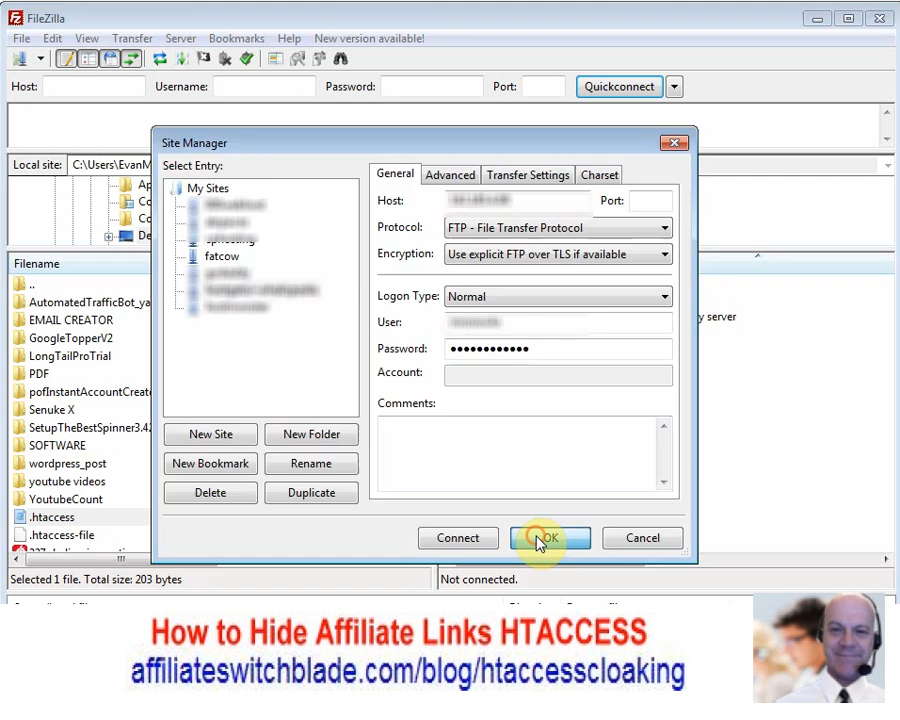 FileZilla
File Edit View Transfer Server Bookmarks Help New version available!
Host: Username: Password: Port: Quickconnect
Local site: C:\Users\EvanM
Site Manager
Select Entry:
My Sites
fatcow
New Site New Folder
New Bookmark Rename
Delete Duplicate
General Advanced Transfer Settings Charset
Host: Port:
Protocol: FTP - File Transfer Protocol
Encryption: Use explicit FTP over TLS if available
Logon Type: Normal
User:
Password: ●●●●●●●●●●●●
Account:
Comments:
Connect OK Cancel
Filename
..
AutomatedTrafficBot_ya
EMAIL CREATOR
GoogleTopperV2
LongTailProTrial
PDF
pofInstantAccountCreato
Senuke X
SetupTheBestSpinner3.42
SOFTWARE
wordpress_post
youtube videos
YoutubeCount
.htaccess
.htaccess-file
y server
Selected 1 file. Total size: 203 bytes
Not connected.
How to Hide Affiliate Links HTACCESS
affiliateswitchblade.com/blog/htaccesscloaking